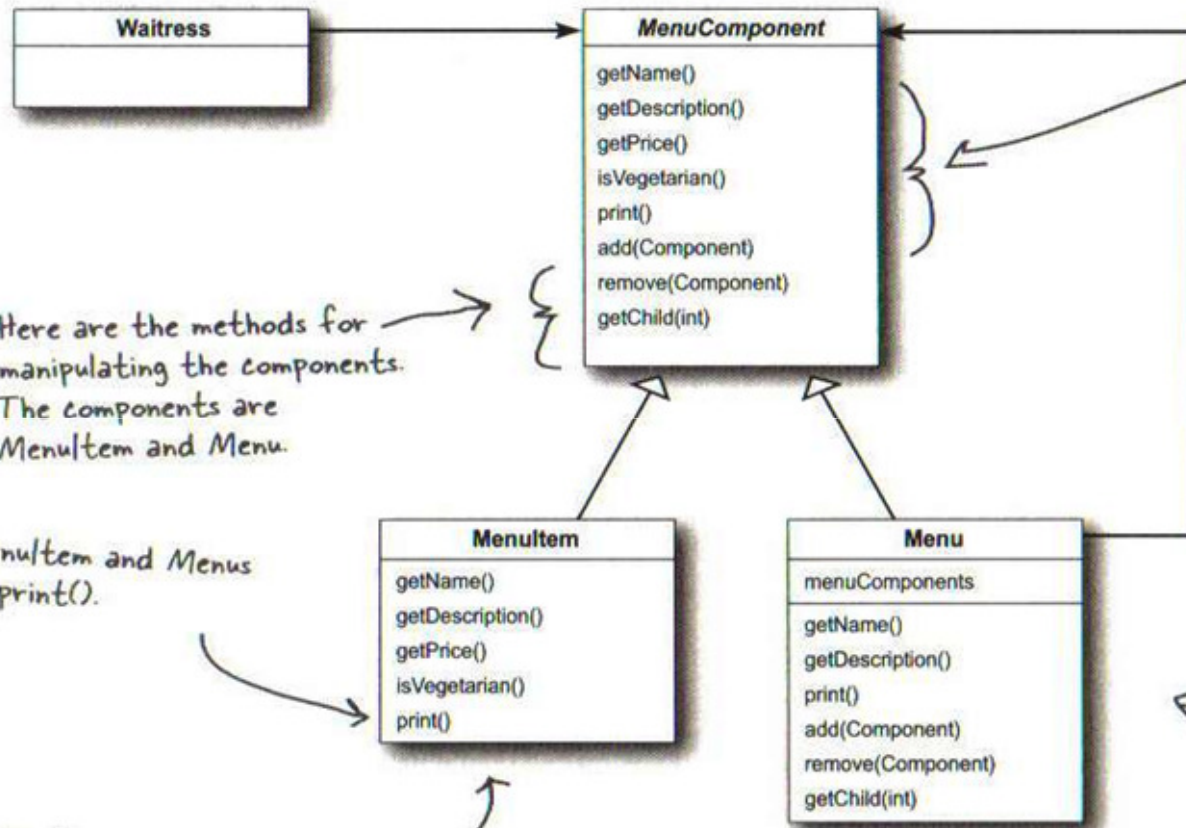 Waitress
MenuComponent
getName()
getDescription()
getPrice()
isVegetarian()
print()
add(Component)
remove(Component)
getChild(int)
Here are the methods for
manipulating the components.
The components are
MenuItem and Menu.
and Menus
print().
MenuItem
getName()
getDescription()
getPrice()
isVegetarian()
print()
Menu
menuComponents
getName()
getDescription()
print()
add(Component)
remove(Component)
getChild(int)